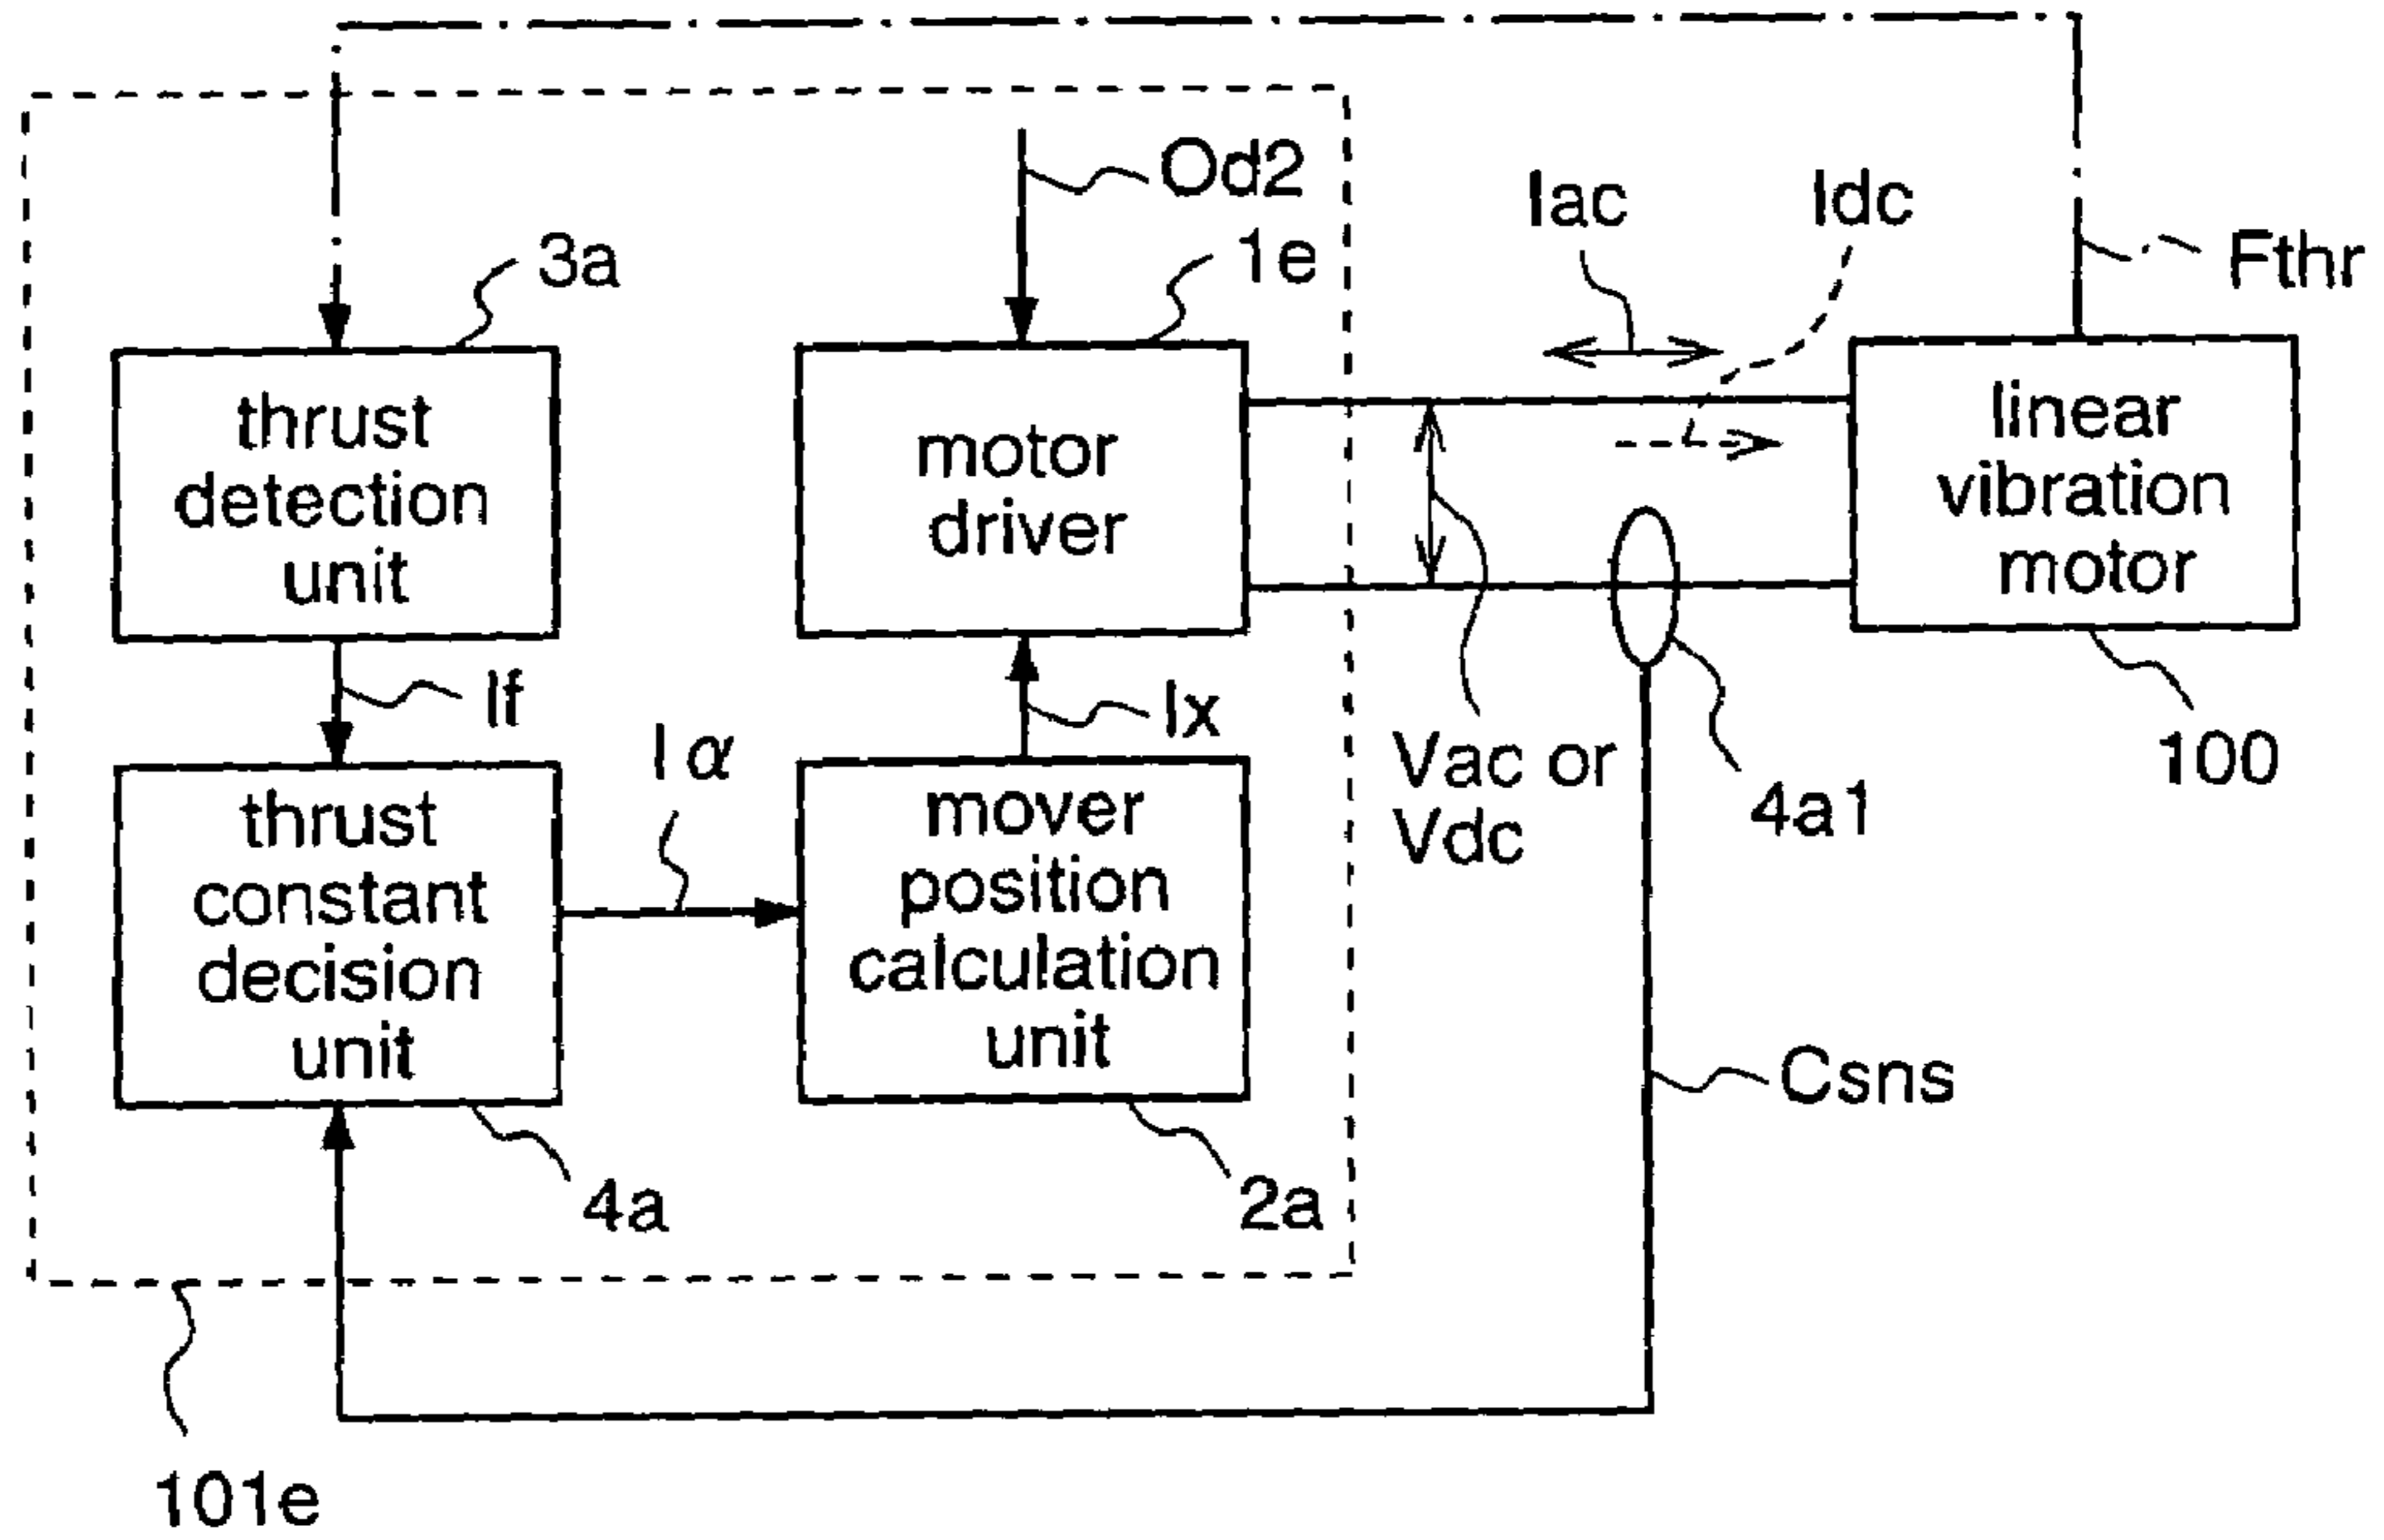 Od2
Iac
Idc
3a
1e
Fthr
thrust
detection
unit
motor
driver
linear
vibration
motor
If
Ix
Iα
Vac or
Vdc
4a1
100
thrust
constant
decision
unit
mover
position
calculation
unit
Csns
4a
2a
101e